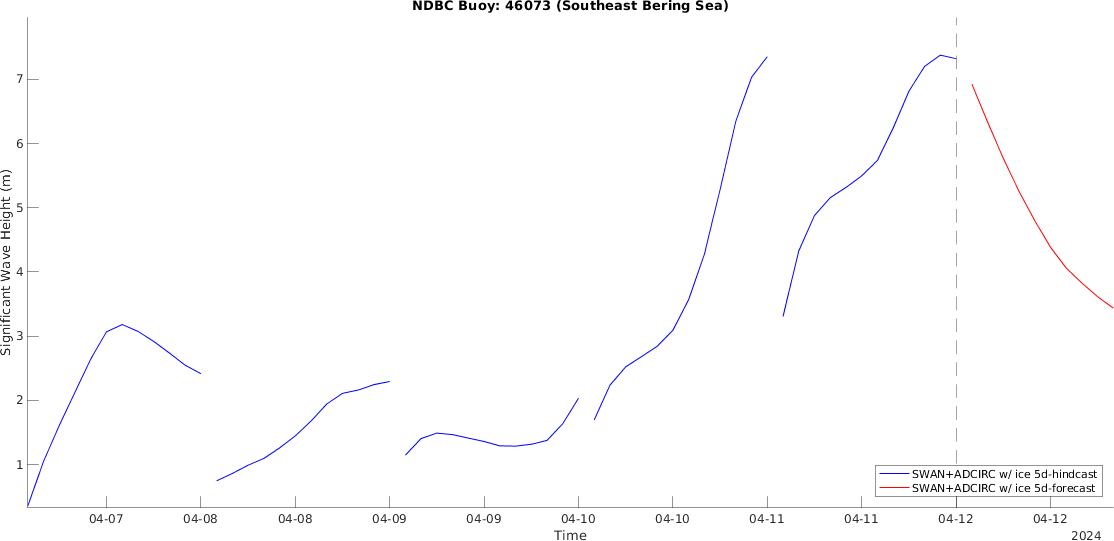 NDBC Buoy: 46073 (Southeast Bering Sea)
Significant Wave Height (m)
7
6
5
4
3
2
1
SWAN+ADCIRC w/ ice 5d-hindcast
SWAN+ADCIRC w/ ice 5d-forecast
04-07 04-08 04-08 04-09 04-09 04-10 04-10 04-11 04-11 04-12 04-12
Time
2024